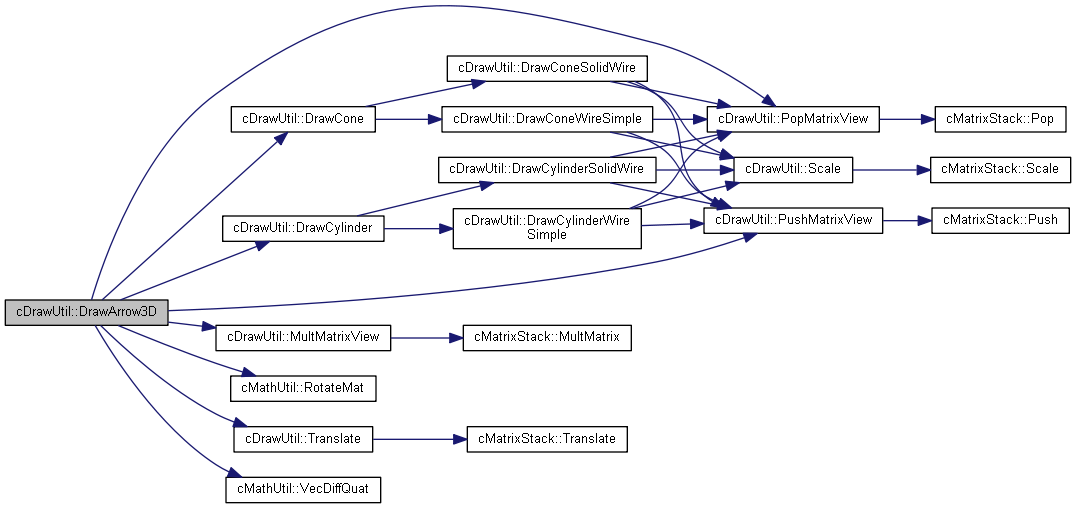 cDrawUtil::DrawConeSolidWire
cDrawUtil::DrawCone
cDrawUtil::DrawConeWireSimple
cDrawUtil::PopMatrixView
cMatrixStack::Pop
cDrawUtil::DrawCylinderSolidWire
cDrawUtil::Scale
cMatrixStack::Scale
cDrawUtil::DrawCylinder
cDrawUtil::DrawCylinderWire
Simple
cDrawUtil::PushMatrixView
cMatrixStack::Push
cDrawUtil::DrawArrow3D
cDrawUtil::MultMatrixView
cMatrixStack::MultMatrix
cMathUtil::RotateMat
cDrawUtil::Translate
cMatrixStack::Translate
cMathUtil::VecDiffQuat